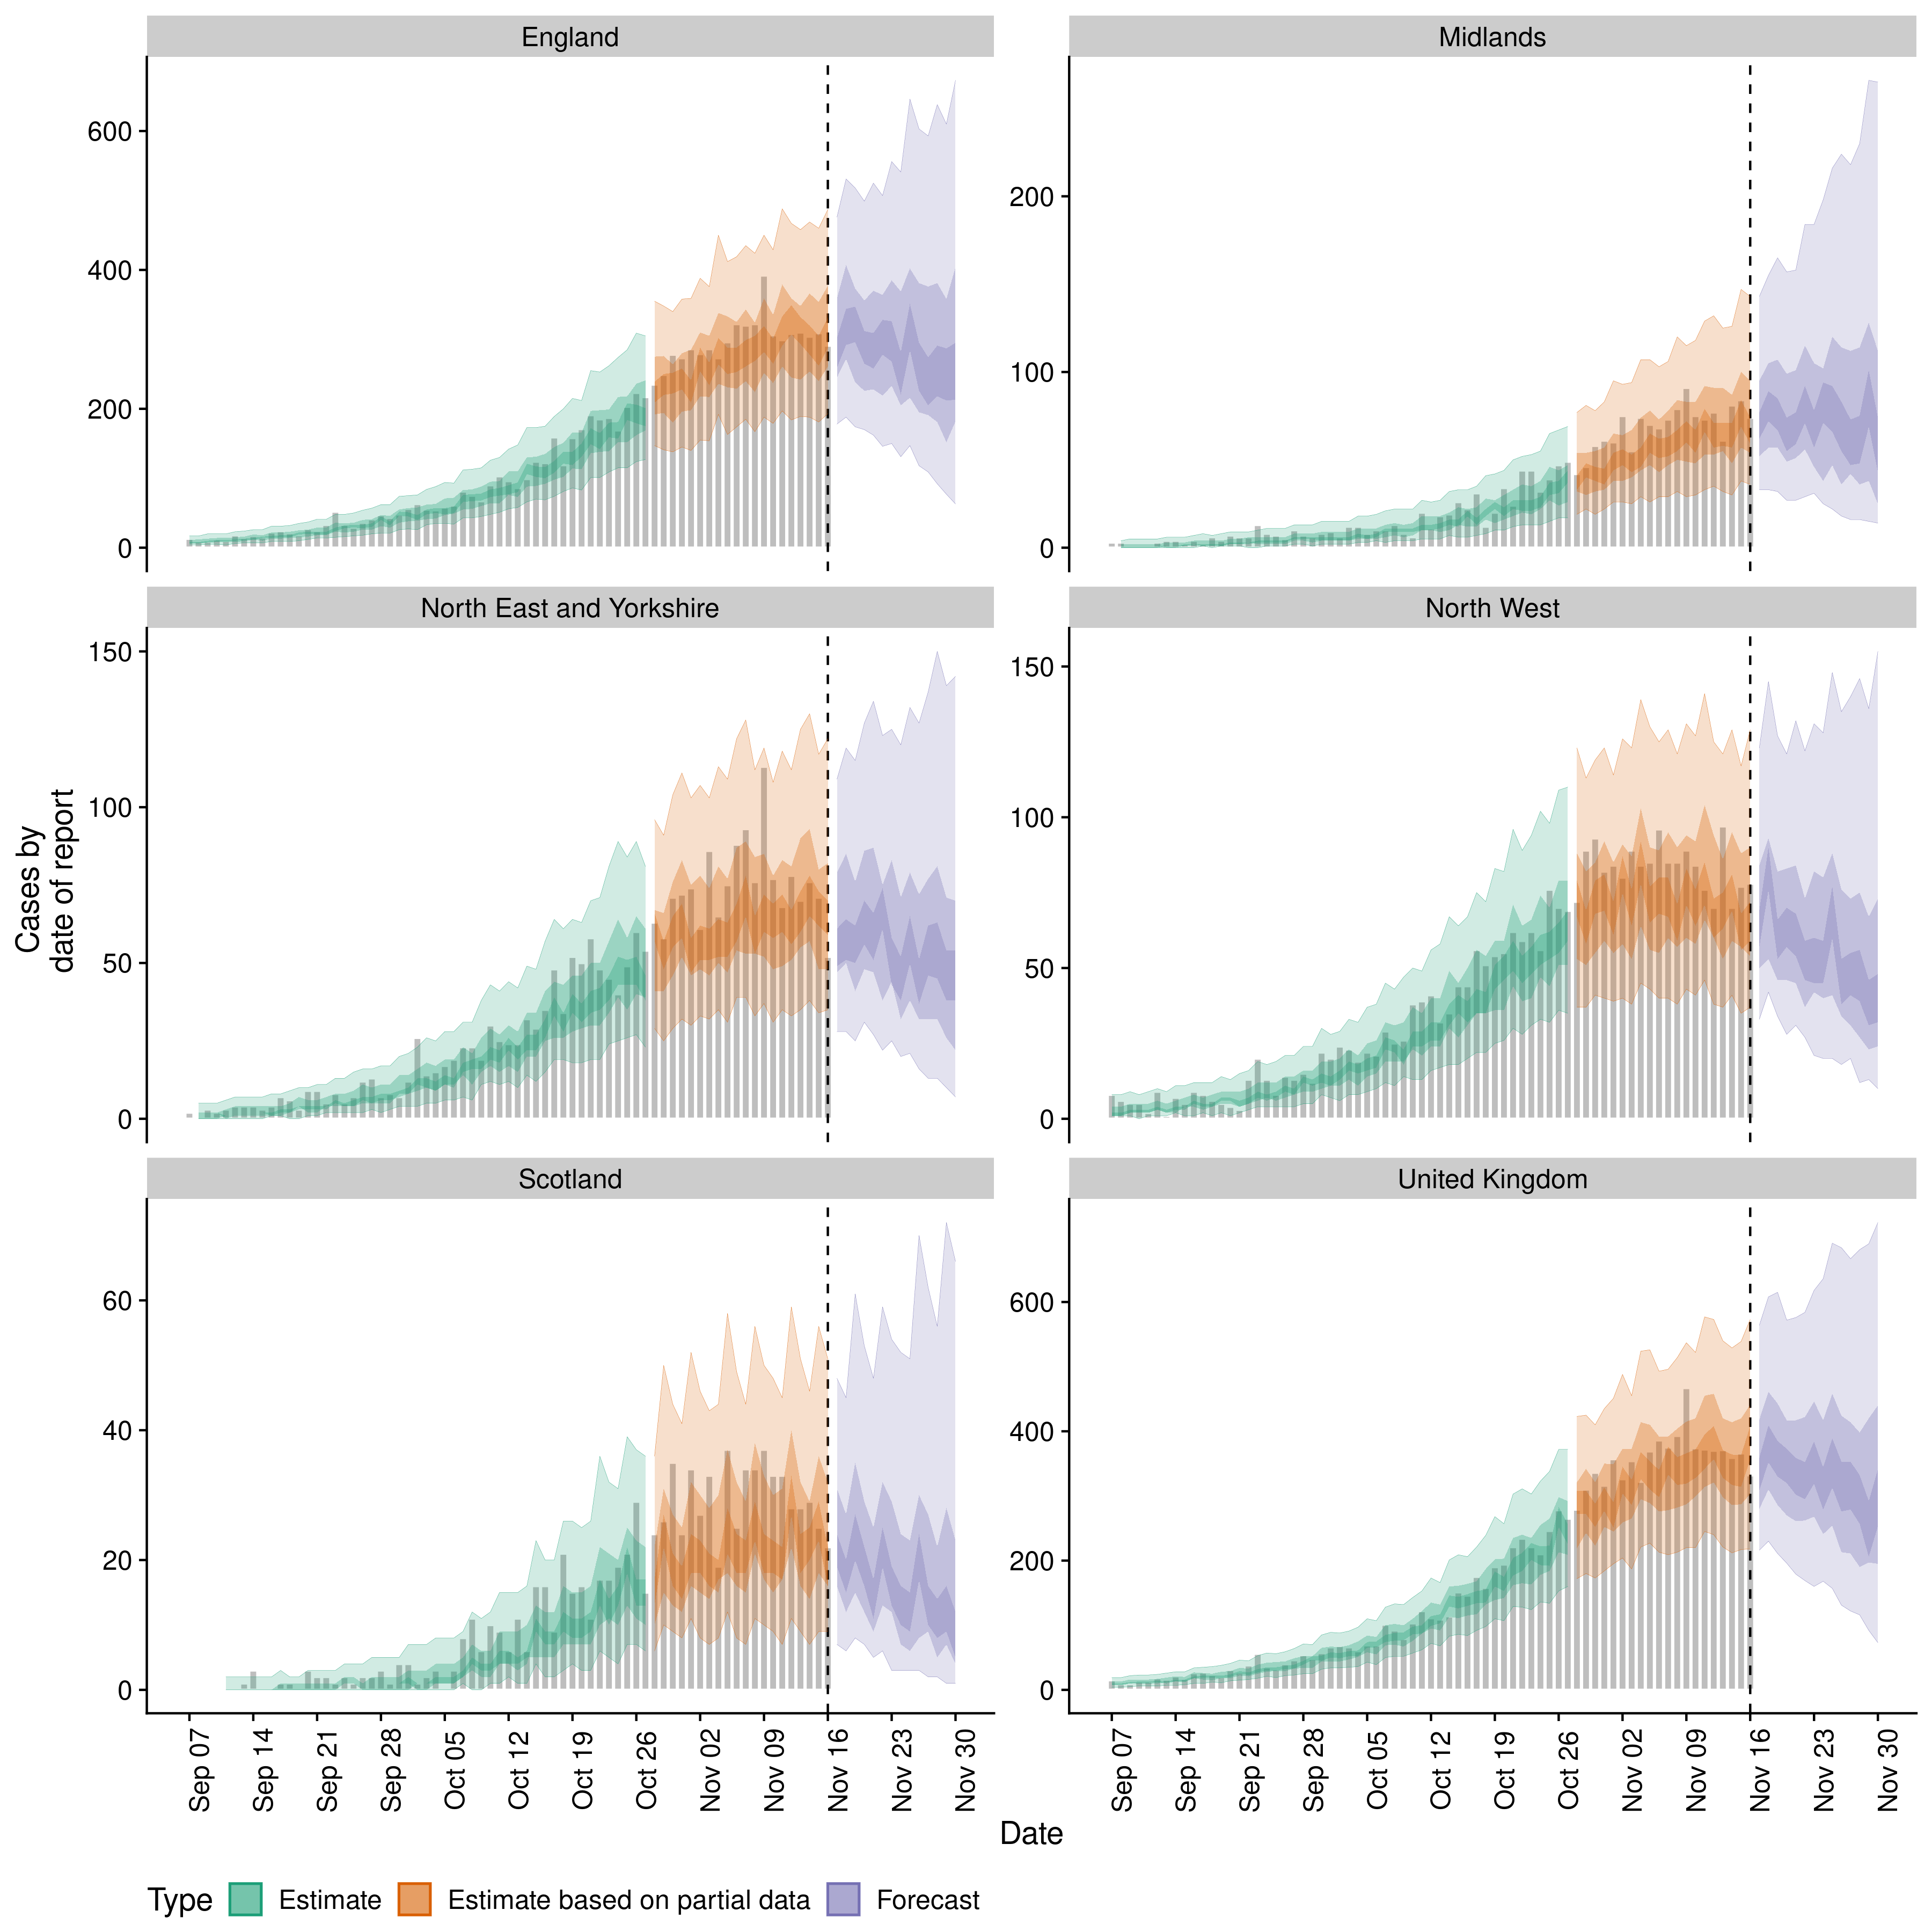 England
Midlands
600
400
200
0
200
100
0
North East and Yorkshire
North West
150
100
50
0
150
100
50
0
Cases by
date of report
Scotland
United Kingdom
60
40
20
0
600
400
200
0
Sep 07
Sep 14
Sep 21
Sep 28
Oct 05
Oct 12
Oct 19
Oct 26
Nov 02
Nov 09
Nov 16
Nov 23
Nov 30
Sep 07
Sep 14
Sep 21
Sep 28
Oct 05
Oct 12
Oct 19
Oct 26
Nov 02
Nov 09
Nov 16
Nov 23
Nov 30
Date
Type Estimate Estimate based on partial data Forecast